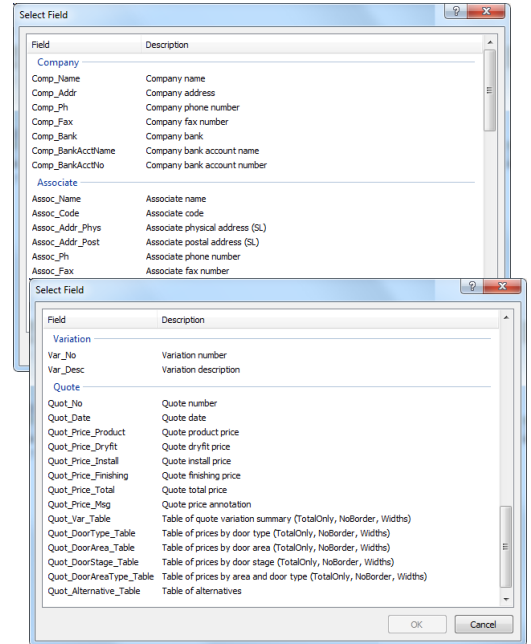 Select Field
Field Description
Company
Comp_Name Company name
Comp_Addr Company address
Comp_Ph Company phone number
Comp_Fax Company fax number
Comp_Bank Company bank
Comp_BankAcctName Company bank account name
Comp_BankAcctNo Company bank account number
Associate
Assoc_Name Associate name
Assoc_Code Associate code
Assoc_Addr_Phys Associate physical address (SL)
Assoc_Addr_Post Associate postal address (SL)
Assoc_Ph Associate phone number
Assoc_Fax Associate fax number
Select Field
Field Description
Variation
Var_No Variation number
Var_Desc Variation description
Quote
Quot_No Quote number
Quot_Date Quote date
Quot_Price_Product Quote product price
Quot_Price_Dryfit Quote dryfit price
Quot_Price_Install Quote install price
Quot_Price_Finishing Quote finishing price
Quot_Price_Total Quote total price
Quot_Price_Msg Quote price annotation
Quot_Var_Table Table of quote variation summary (TotalOnly, NoBorder, Widths)
Quot_DoorType_Table Table of prices by door type (TotalOnly, NoBorder, Widths)
Quot_DoorArea_Table Table of prices by door area (TotalOnly, NoBorder, Widths)
Quot_DoorStage_Table Table of prices by door stage (TotalOnly, NoBorder, Widths)
Quot_DoorAreaType_Table Table of prices by area and door type (TotalOnly, NoBorder, Widths)
Quot_Alternative_Table Table of alternatives
OK Cancel